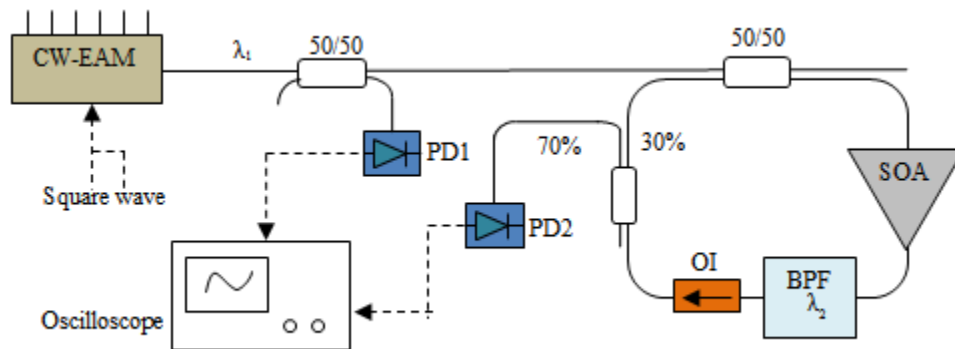 CW-EAM
λ₁
50/50
50/50
PD1
70%
30%
SOA
Square wave
PD2
OI
BPF
λ₂
Oscilloscope